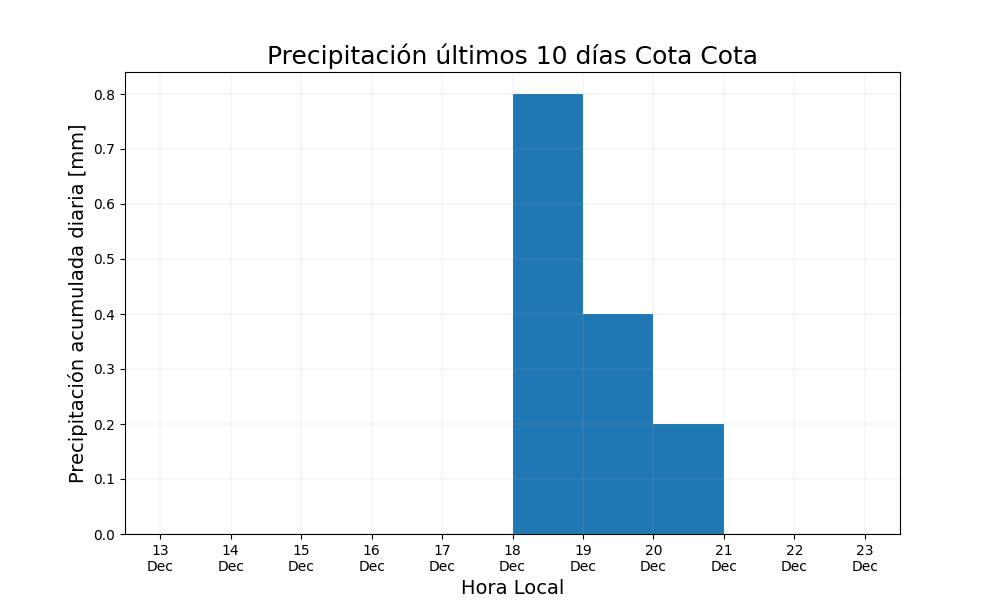 Precipitación últimos 10 días Cota Cota
Precipitación acumulada diaria [mm]
0.8
0.7
0.6
0.5
0.4
0.3
0.2
0.1
0.0
13 14 15 16 17 18 19 20 21 22 23
Dec Dec Dec Dec Dec Dec Dec Dec Dec Dec Dec
Hora Local